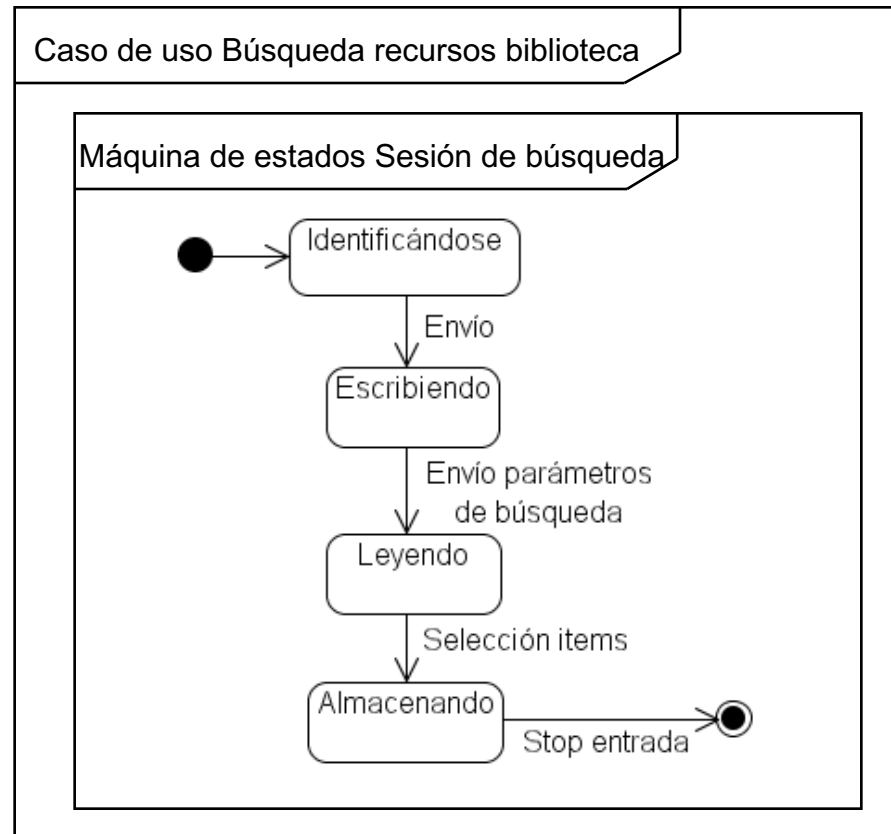 Caso de uso Búsqueda recursos biblioteca
Máquina de estados Sesión de búsqueda
Identificándose
Envío
Escribiendo
Envío parámetros
de búsqueda
Leyendo
Selección items
Almacenando
Stop entrada